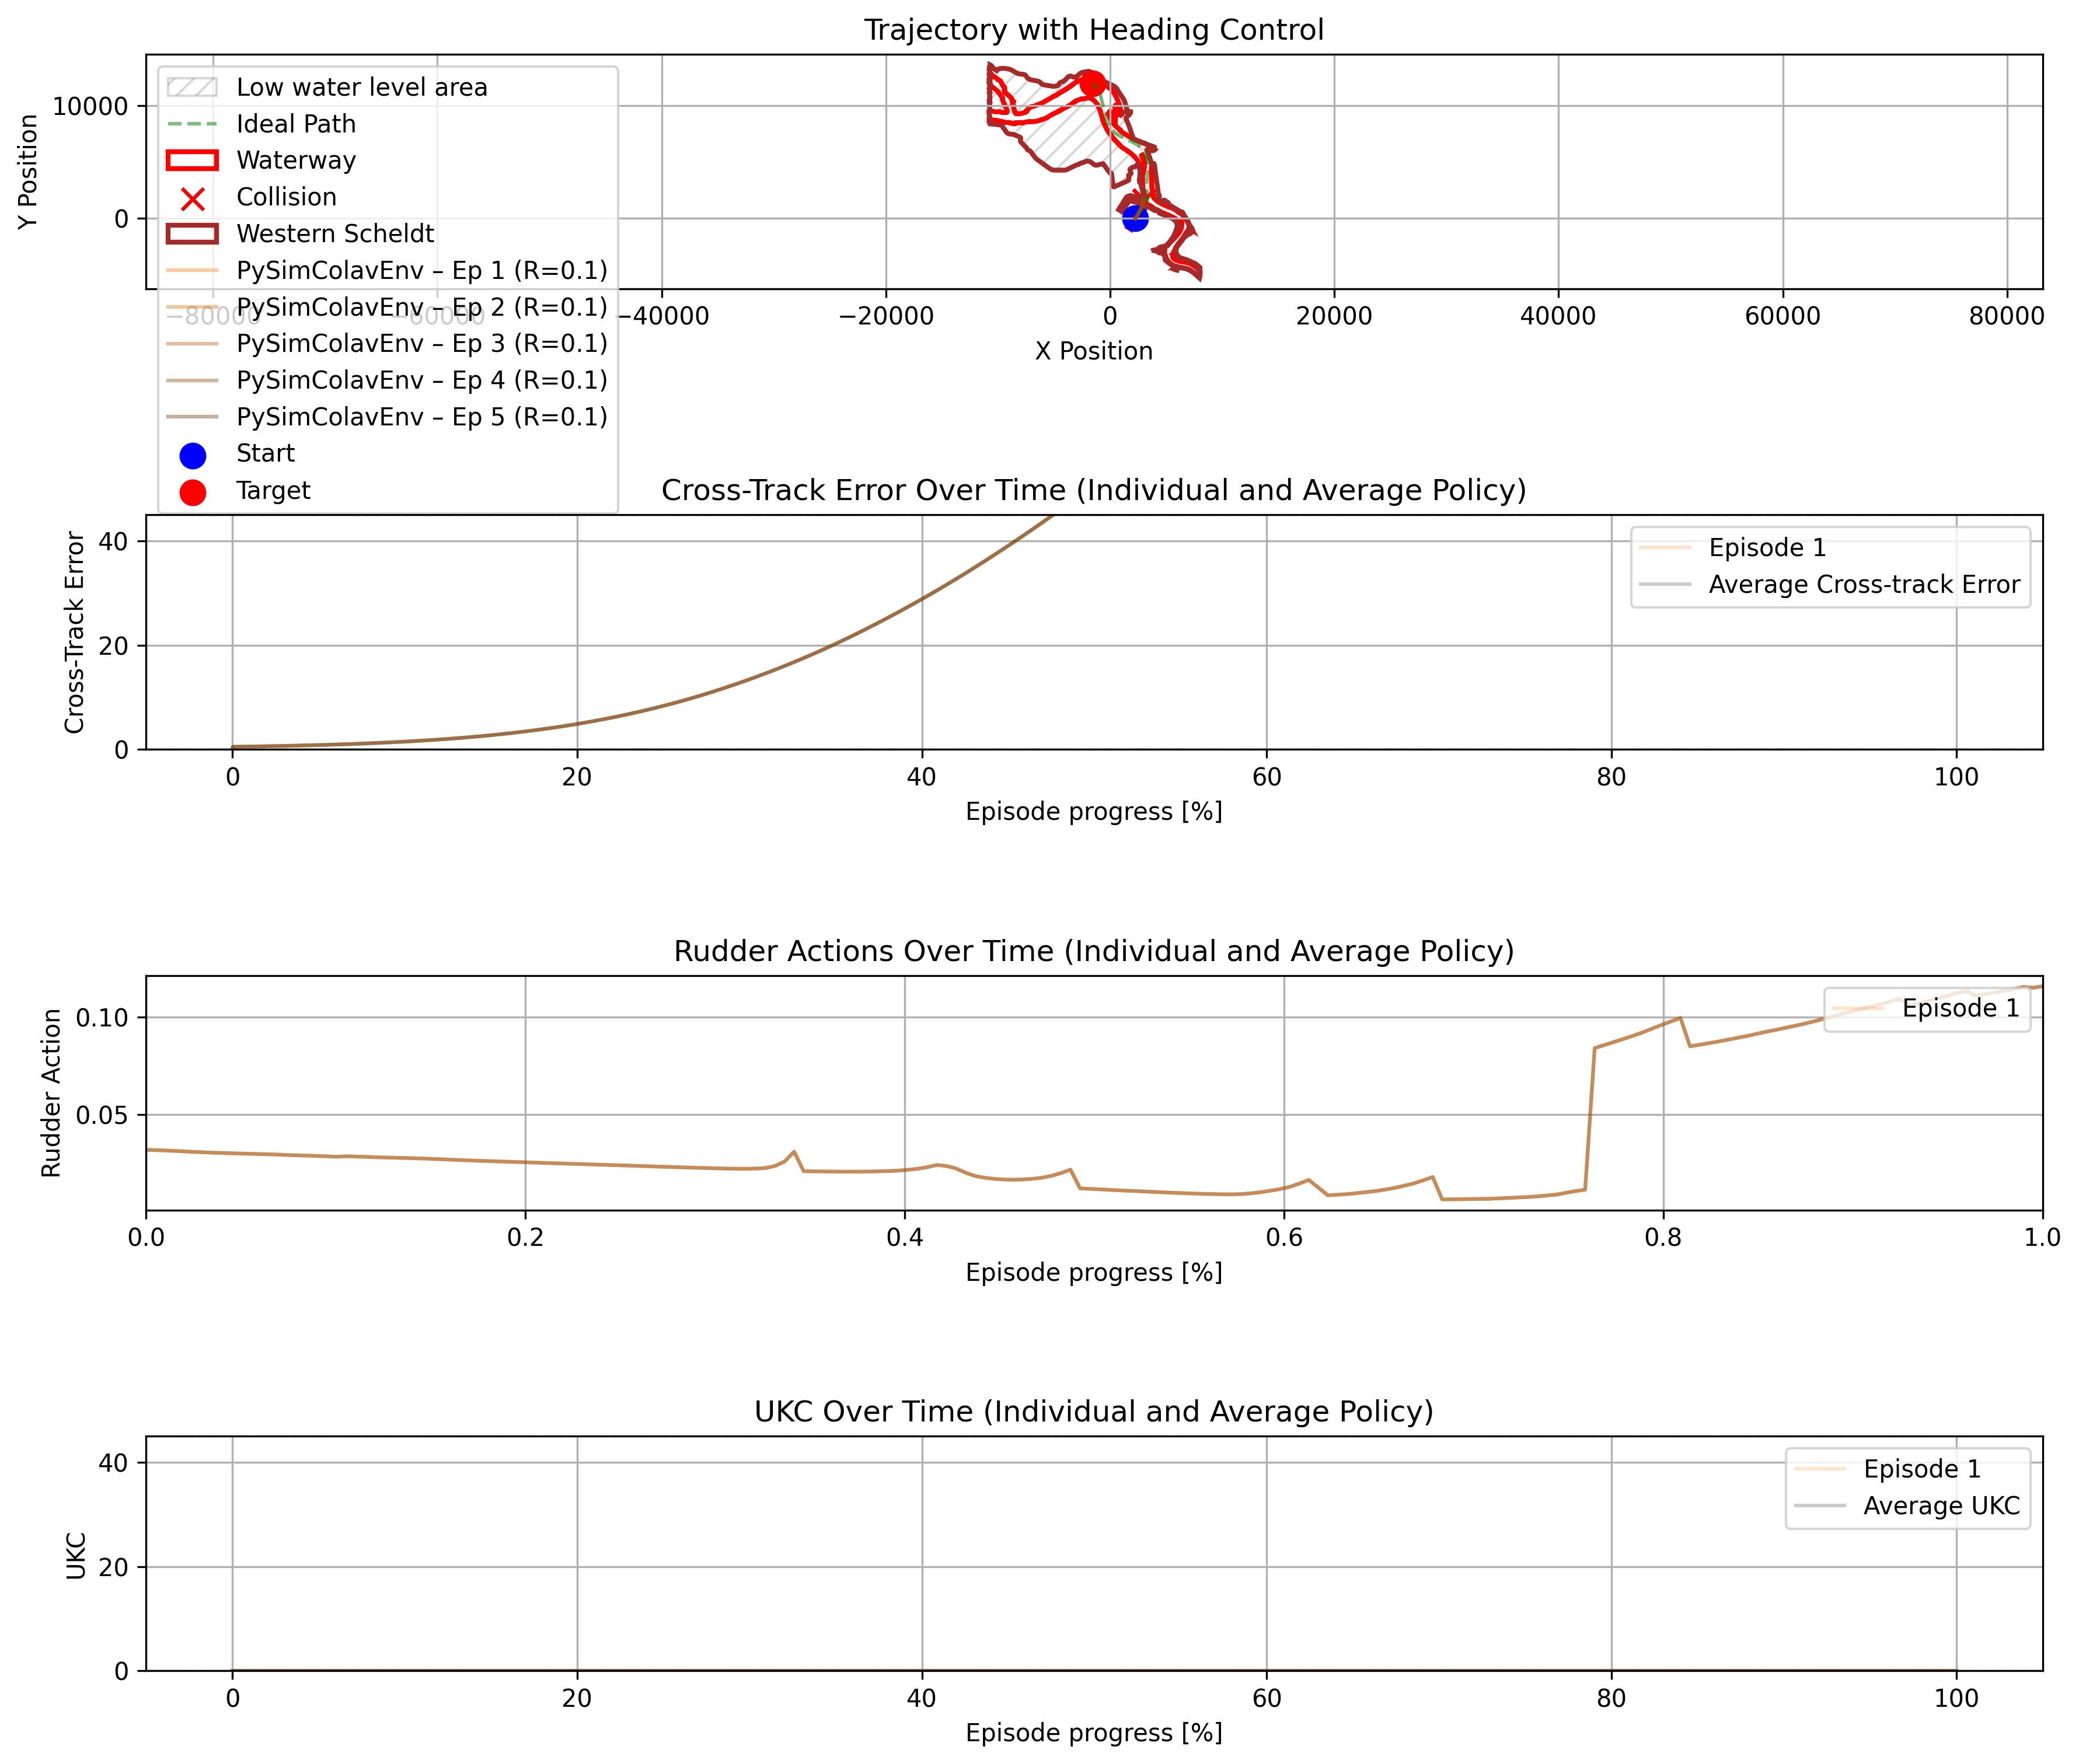 Trajectory with Heading Control
Low water level area
Ideal Path
Waterway
Collision
Western Scheldt
PySimColavEnv – Ep 1 (R=0.1)
PySimColavEnv – Ep 2 (R=0.1)
PySimColavEnv – Ep 3 (R=0.1)
PySimColavEnv – Ep 4 (R=0.1)
PySimColavEnv – Ep 5 (R=0.1)
Start
Target
Y Position
10000
0
−80000 −60000 −40000 −20000 0 20000 40000 60000 80000
X Position
Cross-Track Error Over Time (Individual and Average Policy)
Cross-Track Error
40
20
0
Episode 1
Average Cross-track Error
0 20 40 60 80 100
Episode progress [%]
Rudder Actions Over Time (Individual and Average Policy)
Rudder Action
0.10
0.05
Episode 1
0.0 0.2 0.4 0.6 0.8 1.0
Episode progress [%]
UKC Over Time (Individual and Average Policy)
UKC
40
20
0
Episode 1
Average UKC
0 20 40 60 80 100
Episode progress [%]